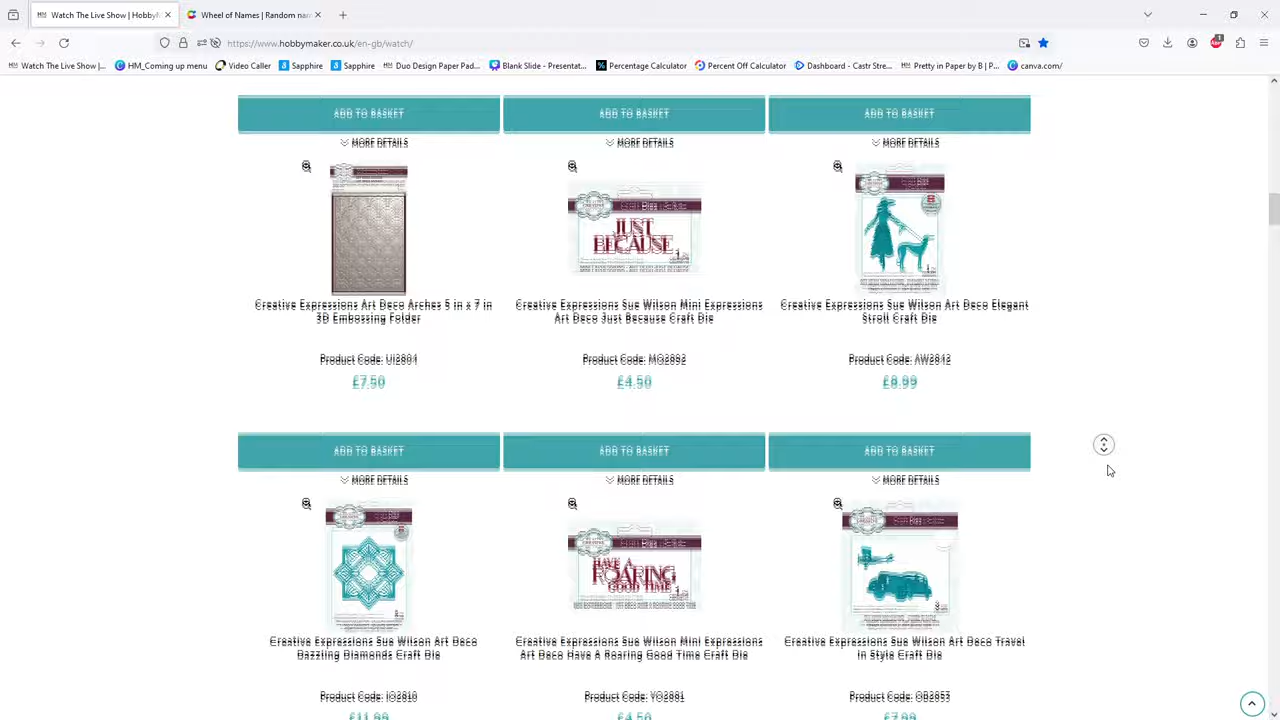 Watch The Live Show | HobbyM
Wheel of Names | Random nam
https://www.hobbymaker.co.uk/en-gb/watch/
Watch The Live Show |...
HM_Coming up menu
Video Caller
Sapphire
Sapphire
Duo Design Paper Pad...
Blank Slide - Presentat...
Percentage Calculator
Percent Off Calculator
Dashboard - Castr Stre...
Pretty in Paper by B | P...
canva.com/
ADD TO BASKET
ADD TO BASKET
ADD TO BASKET
MORE DETAILS
MORE DETAILS
MORE DETAILS
JUST
BECAUSE
Creative Expressions Art Deco Arches 5 in x 7 in
3D Embossing Folder
Creative Expressions Sue Wilson Mini Expressions
Art Deco Just Because Craft Die
Creative Expressions Sue Wilson Art Deco Elegant
Stroll Craft Die
Product Code:
Product Code:
Product Code:
£7.50
£4.50
£8.99
ADD TO BASKET
ADD TO BASKET
ADD TO BASKET
MORE DETAILS
MORE DETAILS
MORE DETAILS
HAVE A
ROARING
GOOD TIME
Creative Expressions Sue Wilson Art Deco
Dazzling Diamonds Craft Die
Creative Expressions Sue Wilson Mini Expressions
Art Deco Have A Roaring Good Time Craft Die
Creative Expressions Sue Wilson Art Deco Travel
In Style Craft Die
Product Code:
Product Code:
Product Code:
£11.99
£4.50
£7.99